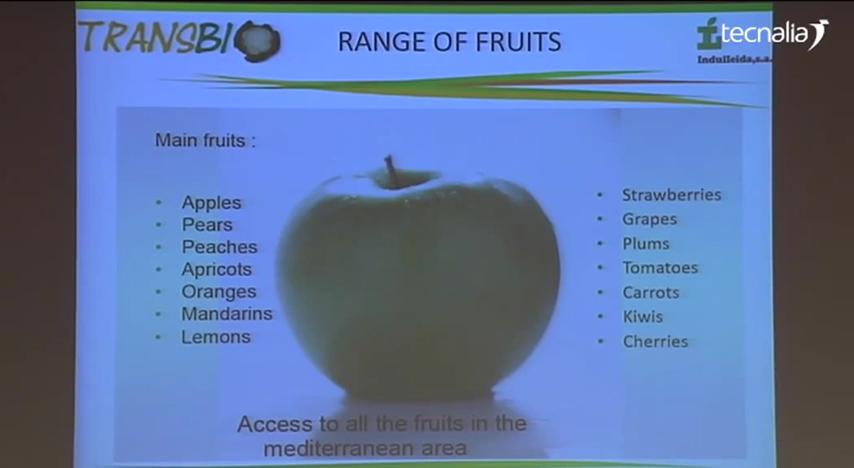 TRANSBIO
RANGE OF FRUITS
tecnalia
Indulleida,s.a.
Main fruits :
• Apples
• Pears
• Peaches
• Apricots
• Oranges
• Mandarins
• Lemons
• Strawberries
• Grapes
• Plums
• Tomatoes
• Carrots
• Kiwis
• Cherries
Access to all the fruits in the
mediterranean area